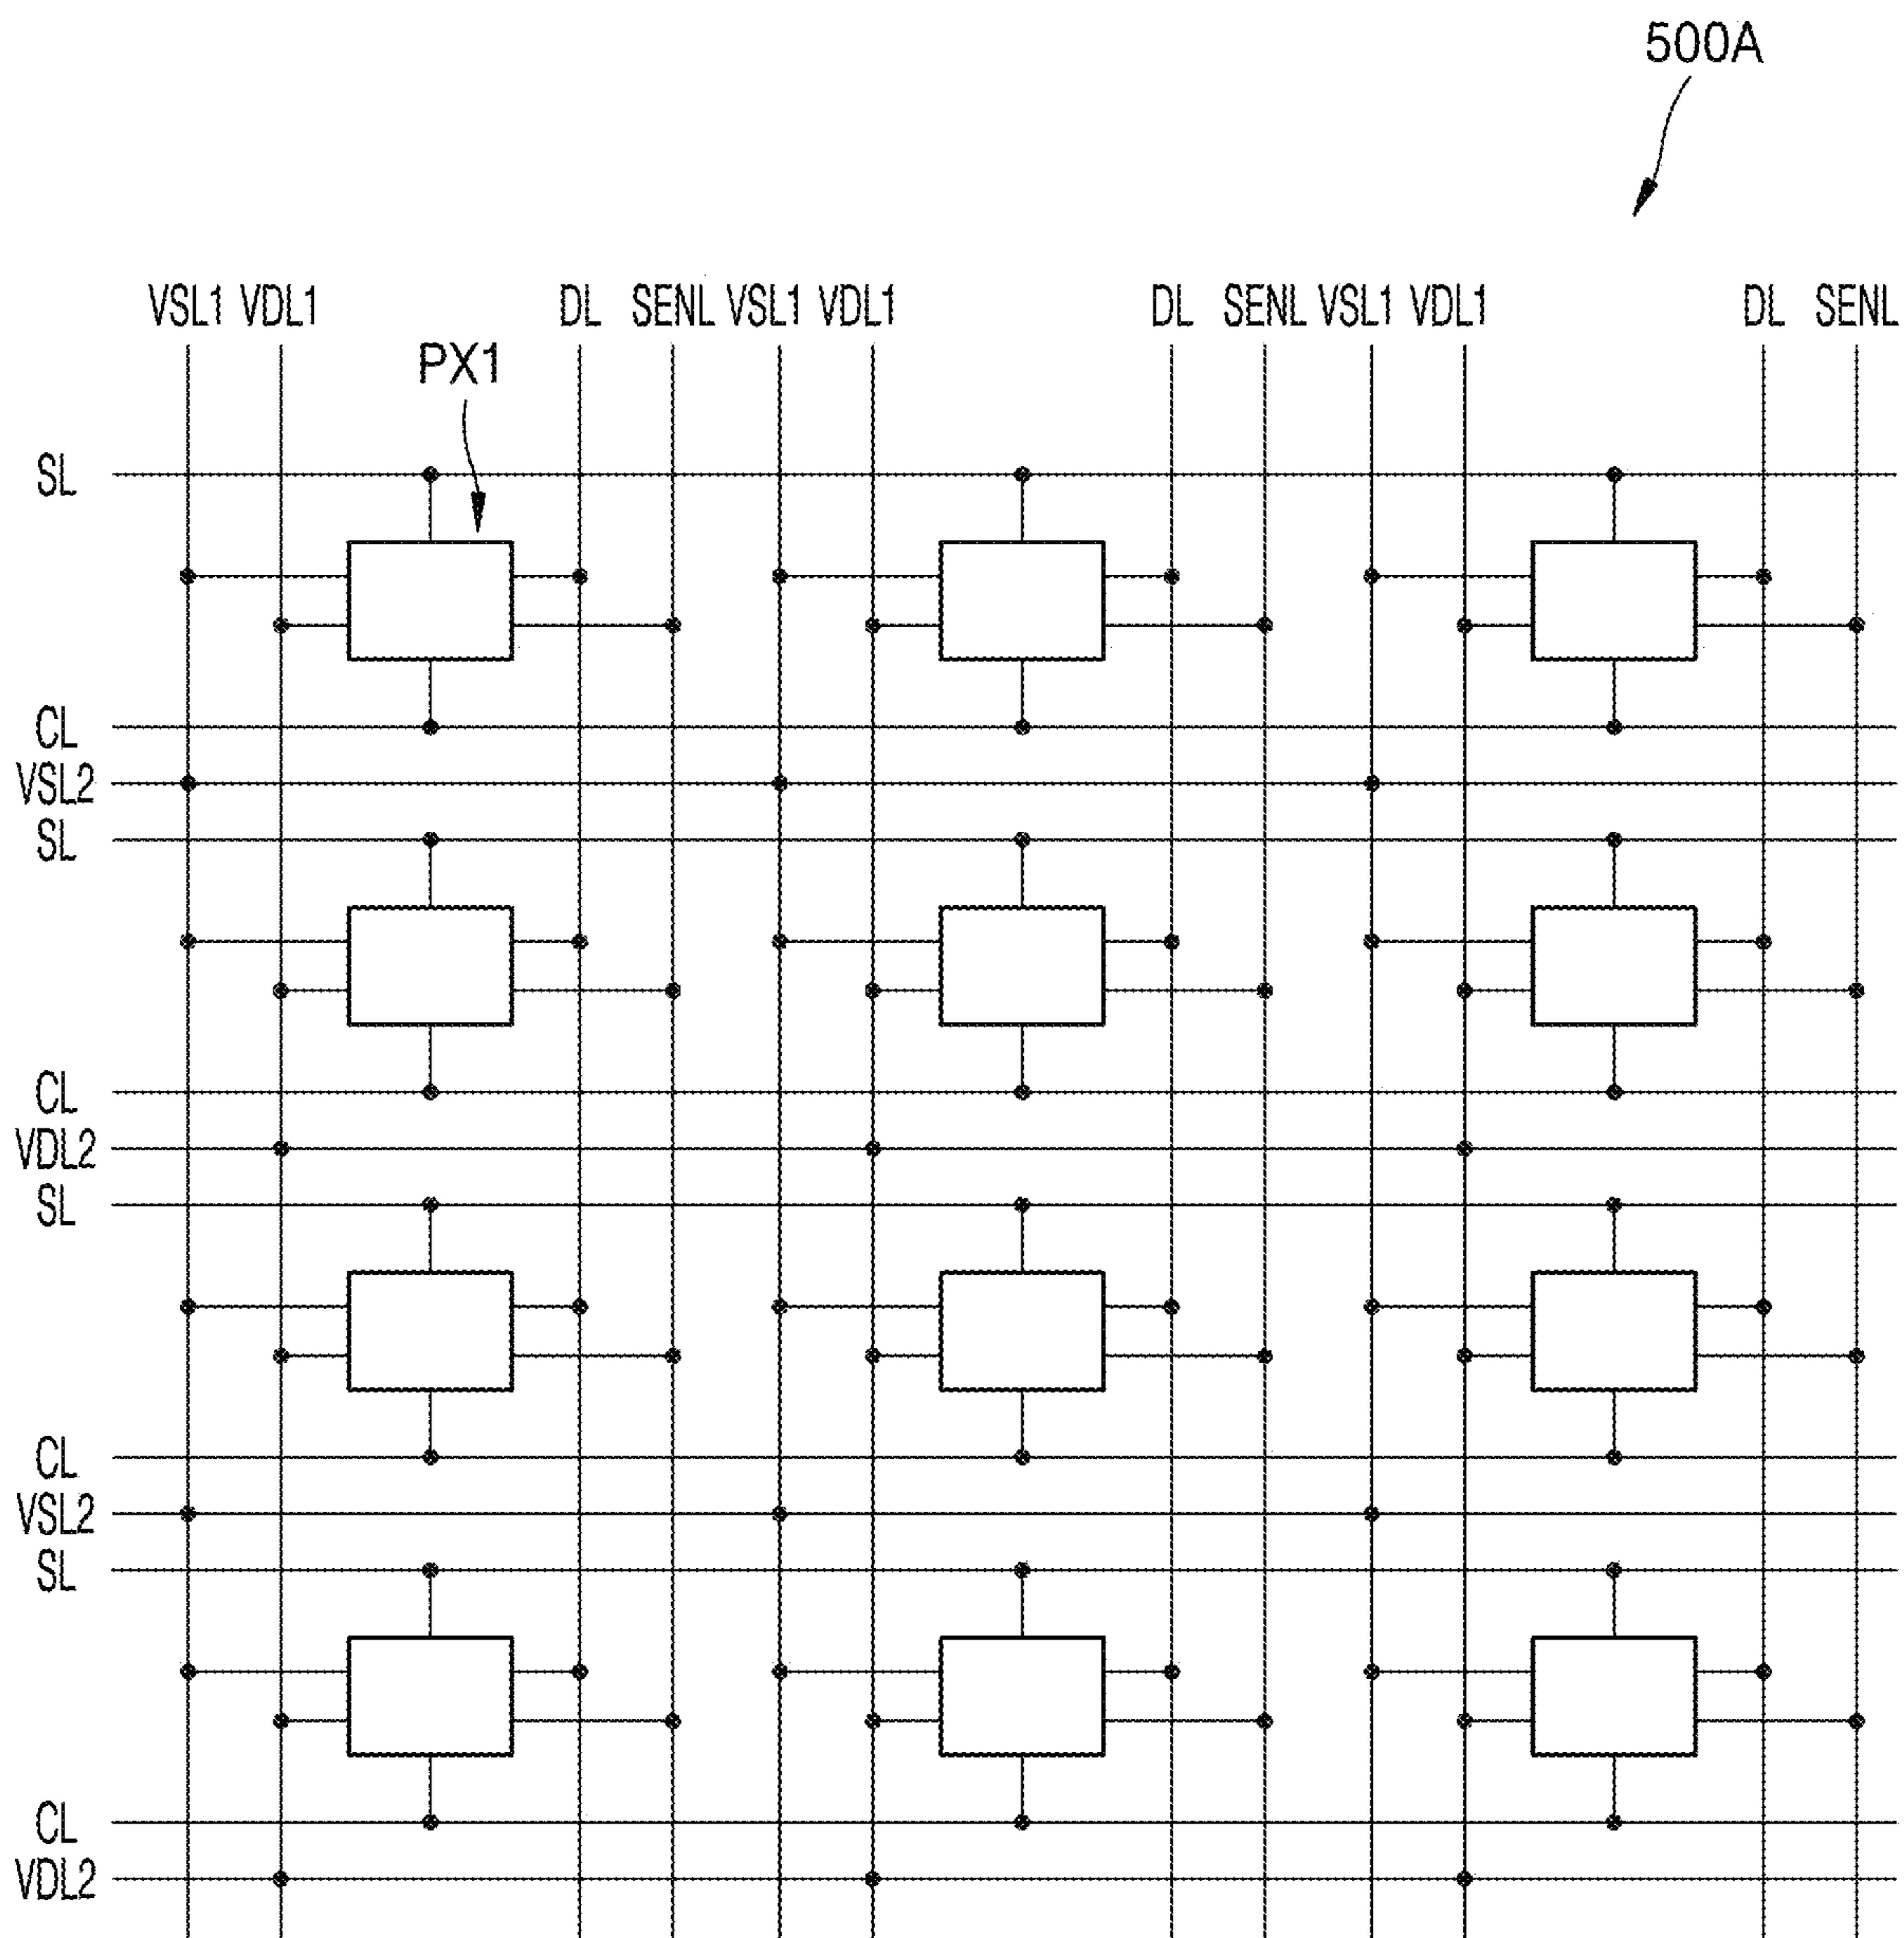 500A
VSL1 VDL1 DL SENL VSL1 VDL1 DL SENL VSL1 VDL1 DL SENL
PX1
SL
CL
VSL2
SL
CL
VDL2
SL
CL
VSL2
SL
CL
VDL2